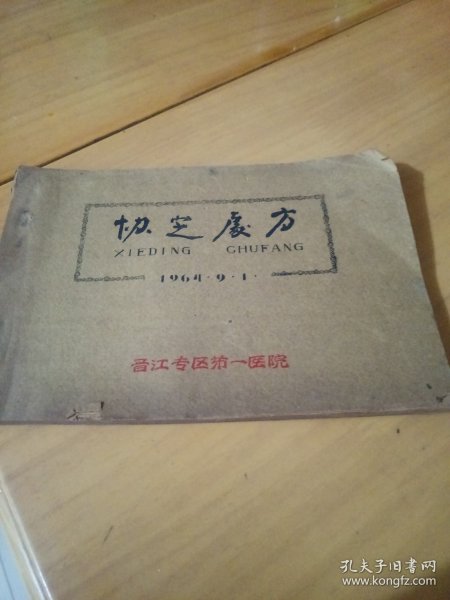 协定處方
XIEDING CHUFANG
1964·9·1·
晋江专区第一医院
孔夫子旧书网
www.kongfz.com